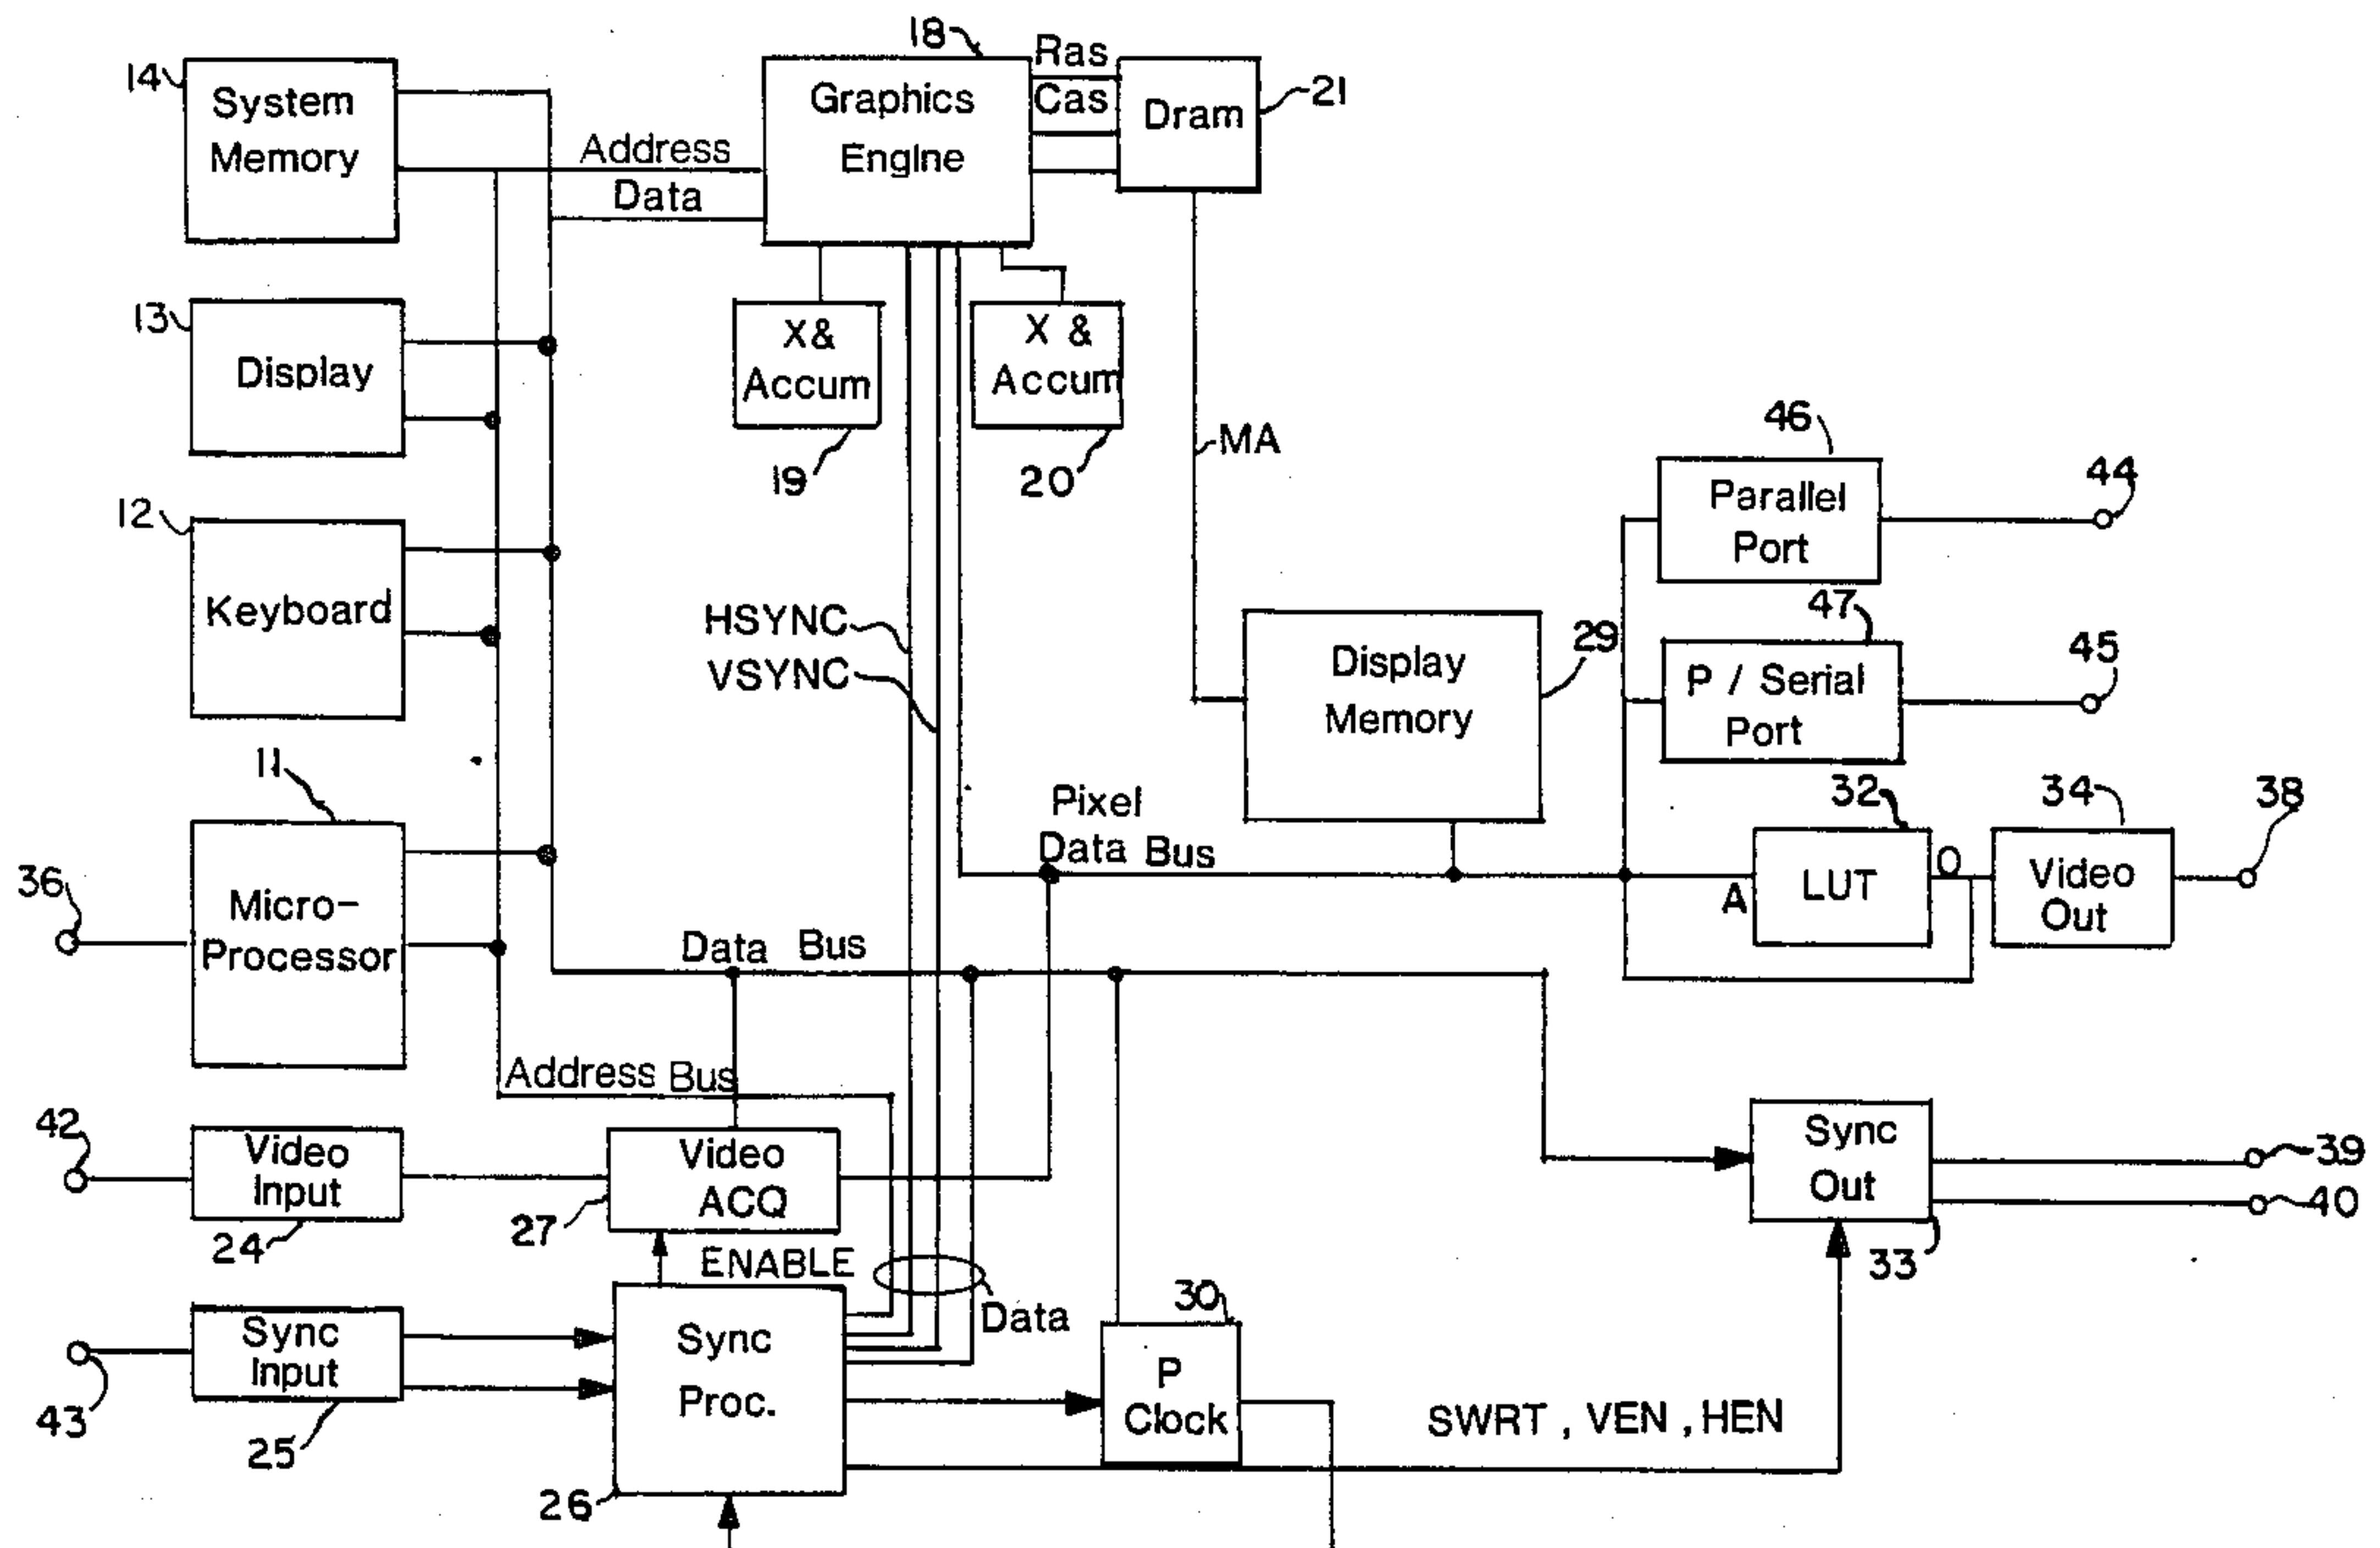 18
Ras
14
System
Memory
Graphics
Engine
Cas
Dram
21
Address
Data
13
Display
X&
Accum
X &
Accum
19
20
MA
46
Parallel
Port
44
12
Keyboard
HSYNC
VSYNC
Display
Memory
29
47
P / Serial
Port
45
11
Micro-
Processor
36
Pixel
Data Bus
32
A
LUT
O
34
Video
Out
38
Data Bus
Address Bus
42
Video
Input
24
Video
ACQ
27
Sync
Out
39
40
33
ENABLE
Data
43
Sync
Input
25
Sync
Proc.
26
30
P
Clock
SWRT , VEN , HEN